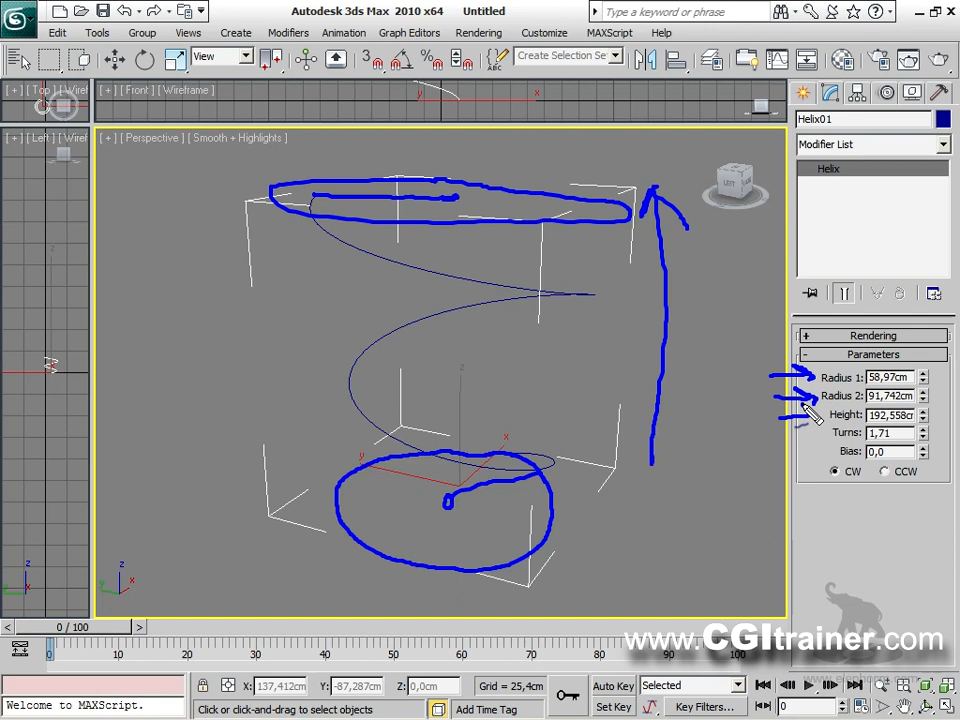 Autodesk 3ds Max 2010 x64 Untitled
Type a keyword or phrase
Edit Tools Group Views Create Modifiers Animation Graph Editors Rendering Customize MAXScript Help
View
3
Create Selection Se
ABC
[ + ] [ Top ] [ Wiref
[ + ] [ Front ] [ Wireframe ]
y x
[ + ] [ Left ] [ Wiref
[ + ] [ Perspective ] [ Smooth + Highlights ]
LEFT
z
x
y
z
y x
z
y x
Helix01
Modifier List
Helix
+ Rendering
- Parameters
Radius 1: 58,97cm
Radius 2: 91,742cm
Height: 192,558cm
Turns: 1,71
Bias: 0,0
CW CCW
< 0 / 100 >
0 10 20 30 40 50 60 70 80 90 100
www.CGItrainer.com
X: 137,412cm Y: -87,287cm Z: 0,0cm Grid = 25,4cm
Auto Key Selected
Welcome to MAXScript.
Click or click-and-drag to select objects
Add Time Tag
Set Key Key Filters...
0